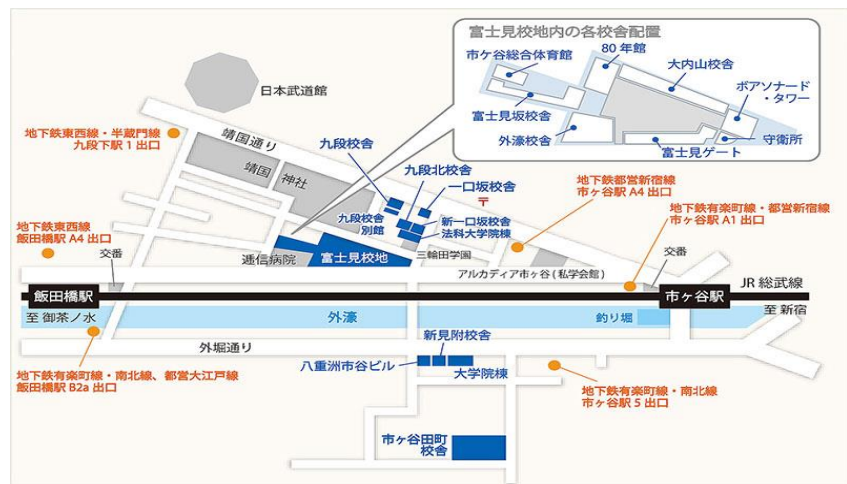 富士見校地内の各校舎配置
80年館
市ケ谷総合体育館
大内山校舎
ボアソナード
・タワー
富士見坂校舎
外濠校舎
守衛所
富士見ゲート
日本武道館
地下鉄東西線・半蔵門線
九段下駅1出口
靖国通り
靖国
神社
九段校舎
九段北校舎
一口坂校舎
〒
九段校舎
別館
新一口坂校舎
法科大学院棟
地下鉄都営新宿線
市ケ谷駅A4出口
地下鉄有楽町線・都営新宿線
市ケ谷駅A1出口
地下鉄東西線
飯田橋駅A4出口
交番
逓信病院
富士見校地
三輪田学園
アルカディア市ケ谷(私学会館)
交番
JR総武線
飯田橋駅
市ケ谷駅
至 御茶ノ水
外濠
釣り堀
至 新宿
外堀通り
新見附校舎
八重洲市谷ビル
大学院棟
地下鉄有楽町線・南北線、都営大江戸線
飯田橋駅B2a出口
地下鉄有楽町線・南北線
市ケ谷駅5出口
市ケ谷田町
校舎